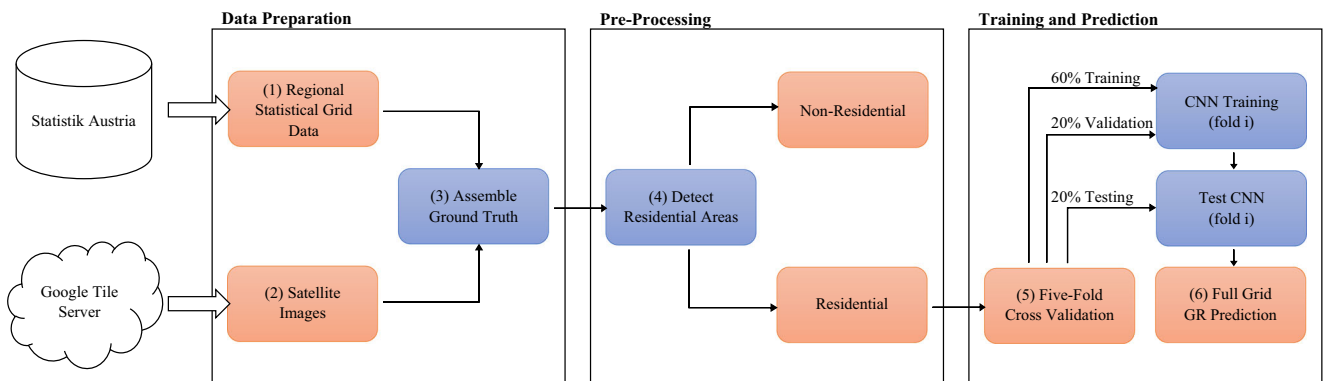 Data Preparation
Pre-Processing
Training and Prediction
Statistik Austria
(1) Regional
Statistical Grid
Data
(3) Assemble
Ground Truth
Google Tile
Server
(2) Satellite
Images
(4) Detect
Residential Areas
Non-Residential
Residential
60% Training
20% Validation
20% Testing
CNN Training
(fold i)
Test CNN
(fold i)
(5) Five-Fold
Cross Validation
(6) Full Grid
GR Prediction